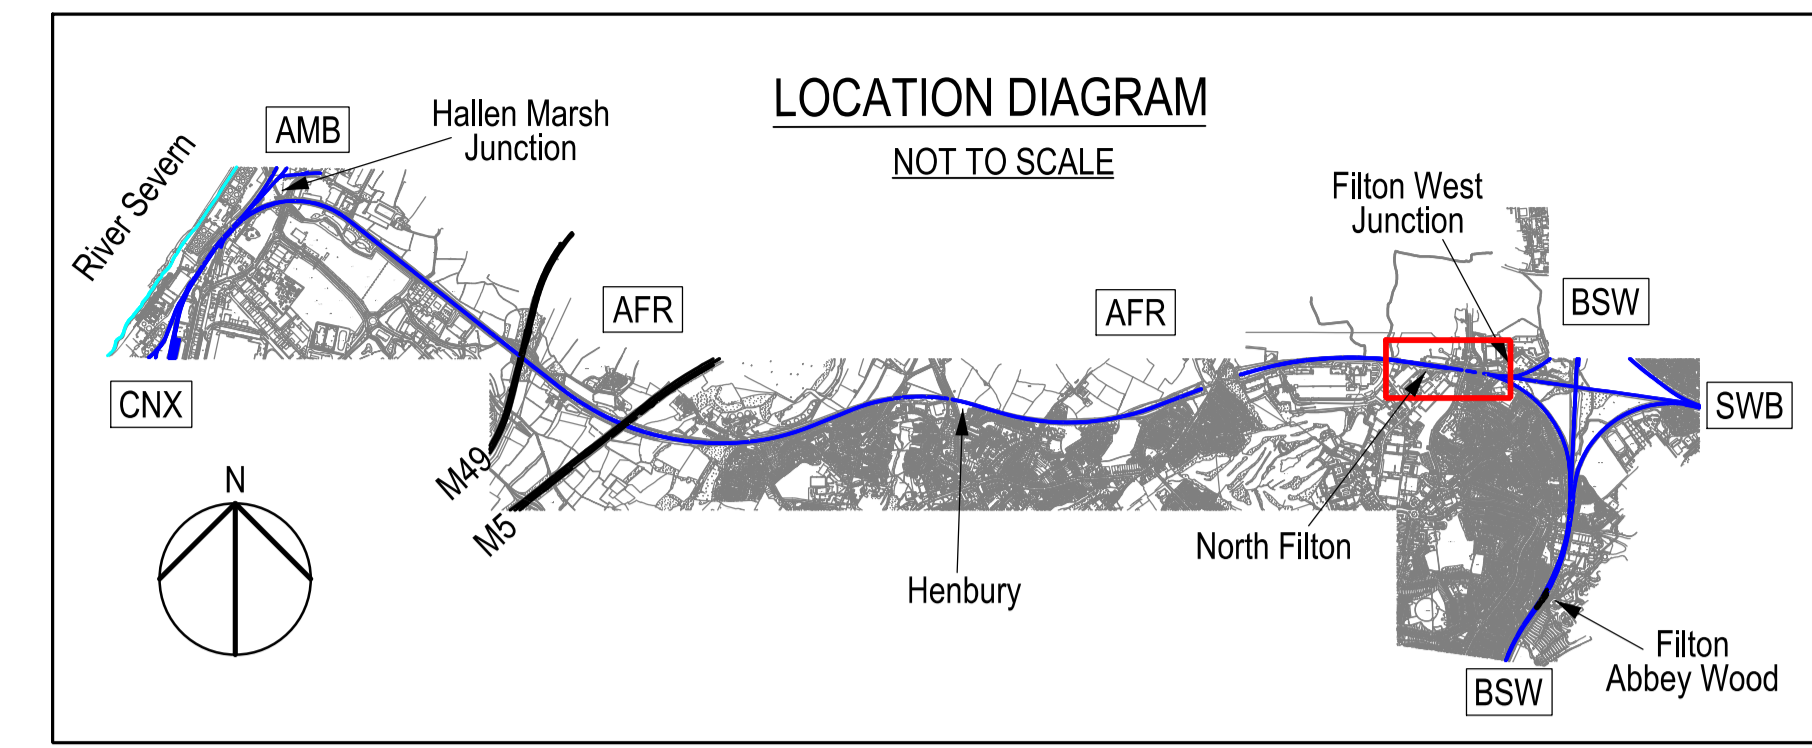 LOCATION DIAGRAM
NOT TO SCALE
River Severn
AMB
Hallen Marsh
Junction
Filton West
Junction
AFR
AFR
BSW
CNX
SWB
M49
M5
N
North Filton
Henbury
Filton
Abbey Wood
BSW